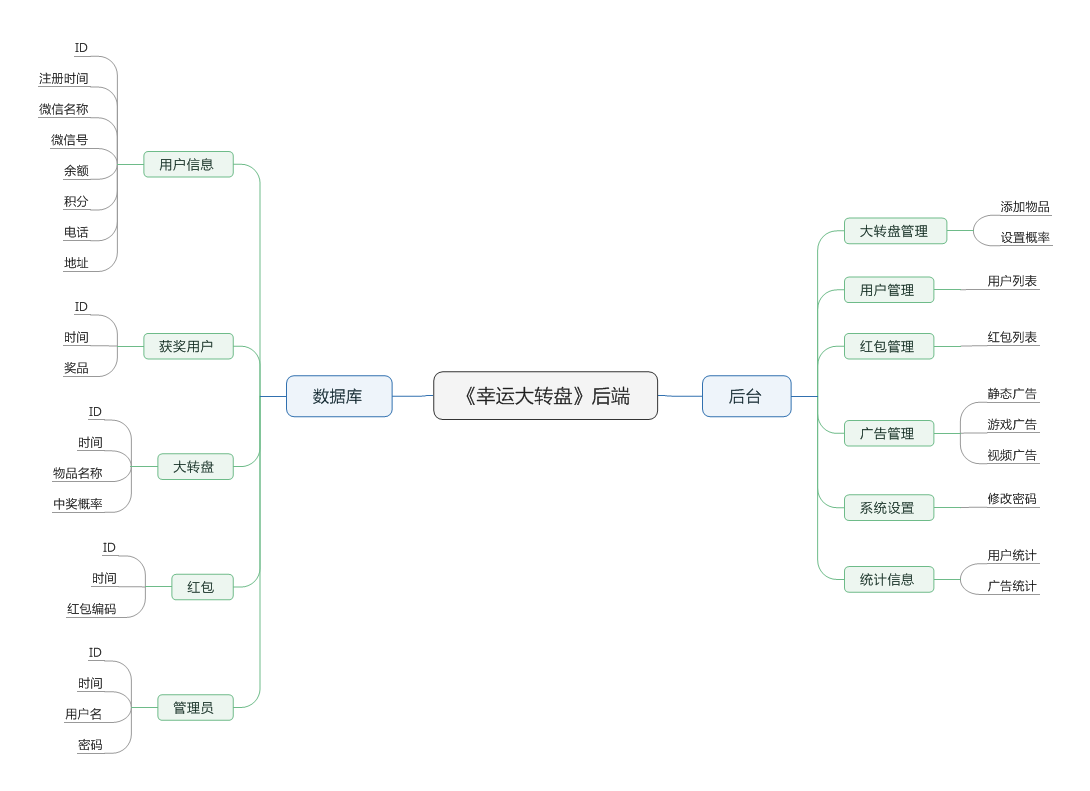 《幸运大转盘》后端
数据库
用户信息
ID
注册时间
微信名称
微信号
余额
积分
电话
地址
获奖用户
ID
时间
奖品
大转盘
ID
时间
物品名称
中奖概率
红包
ID
时间
红包编码
管理员
ID
时间
用户名
密码
后台
大转盘管理
添加物品
设置概率
用户管理
用户列表
红包管理
红包列表
广告管理
静态广告
游戏广告
视频广告
系统设置
修改密码
统计信息
用户统计
广告统计